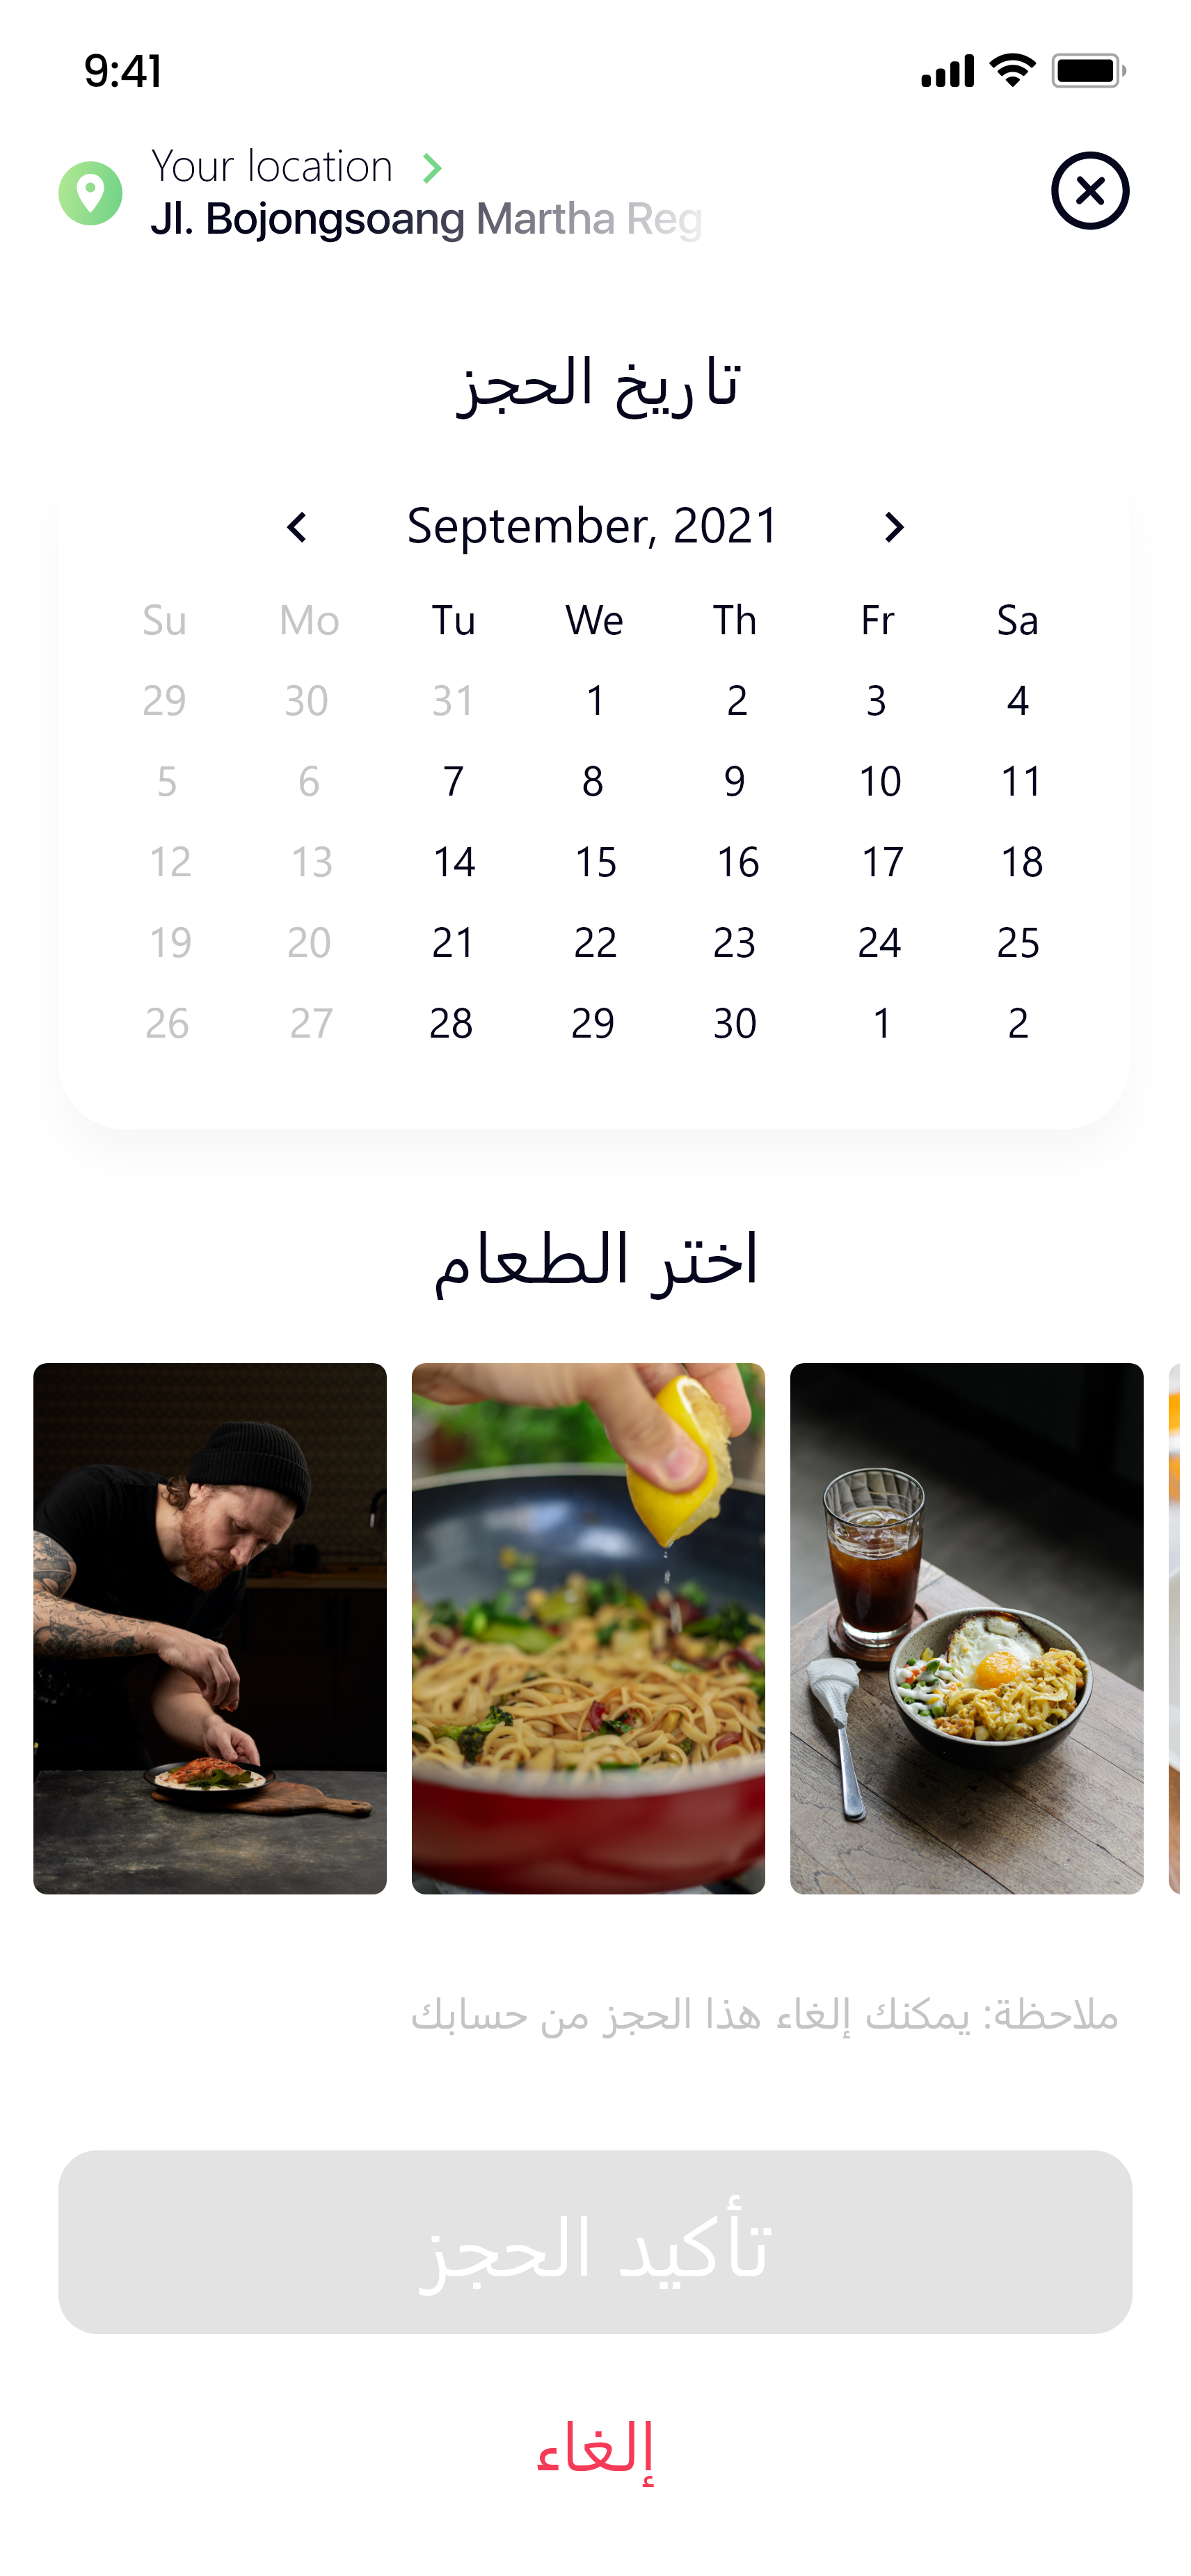 9:41
Your location
Jl. Bojongsoang Martha Reg
تاريخ الحجز
September, 2021
Su Mo Tu We Th Fr Sa
29 30 31 1 2 3 4
5 6 7 8 9 10 11
12 13 14 15 16 17 18
19 20 21 22 23 24 25
26 27 28 29 30 1 2
اختر الطعام
ملاحظة: يمكنك إلغاء هذا الحجز من حسابك
تأكيد الحجز
إلغاء